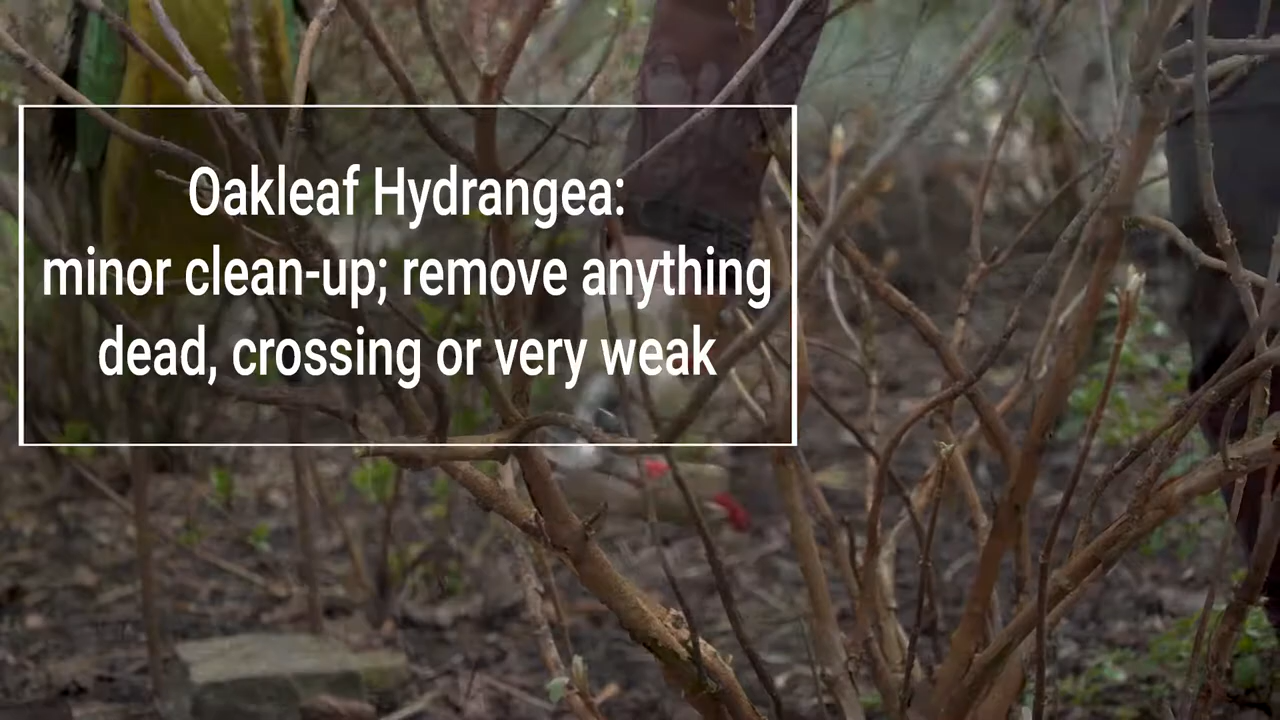 Oakleaf Hydrangea:
minor clean-up; remove anything
dead, crossing or very weak